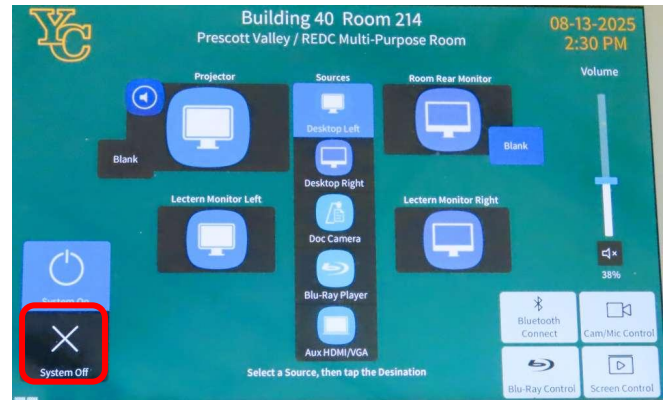 YC
Building 40 Room 214
Prescott Valley / REDC Multi-Purpose Room
08-13-2025
2:30 PM
Projector
Sources
Room Rear Monitor
Volume
Desktop Left
Blank
Blank
Desktop Right
Lectern Monitor Left
Lectern Monitor Right
Doc Camera
38%
Blu-Ray Player
System On
Bluetooth
Connect
Cam/Mic Control
Aux HDMI/VGA
System Off
Select a Source, then tap the Desination
Blu-Ray Control
Screen Control